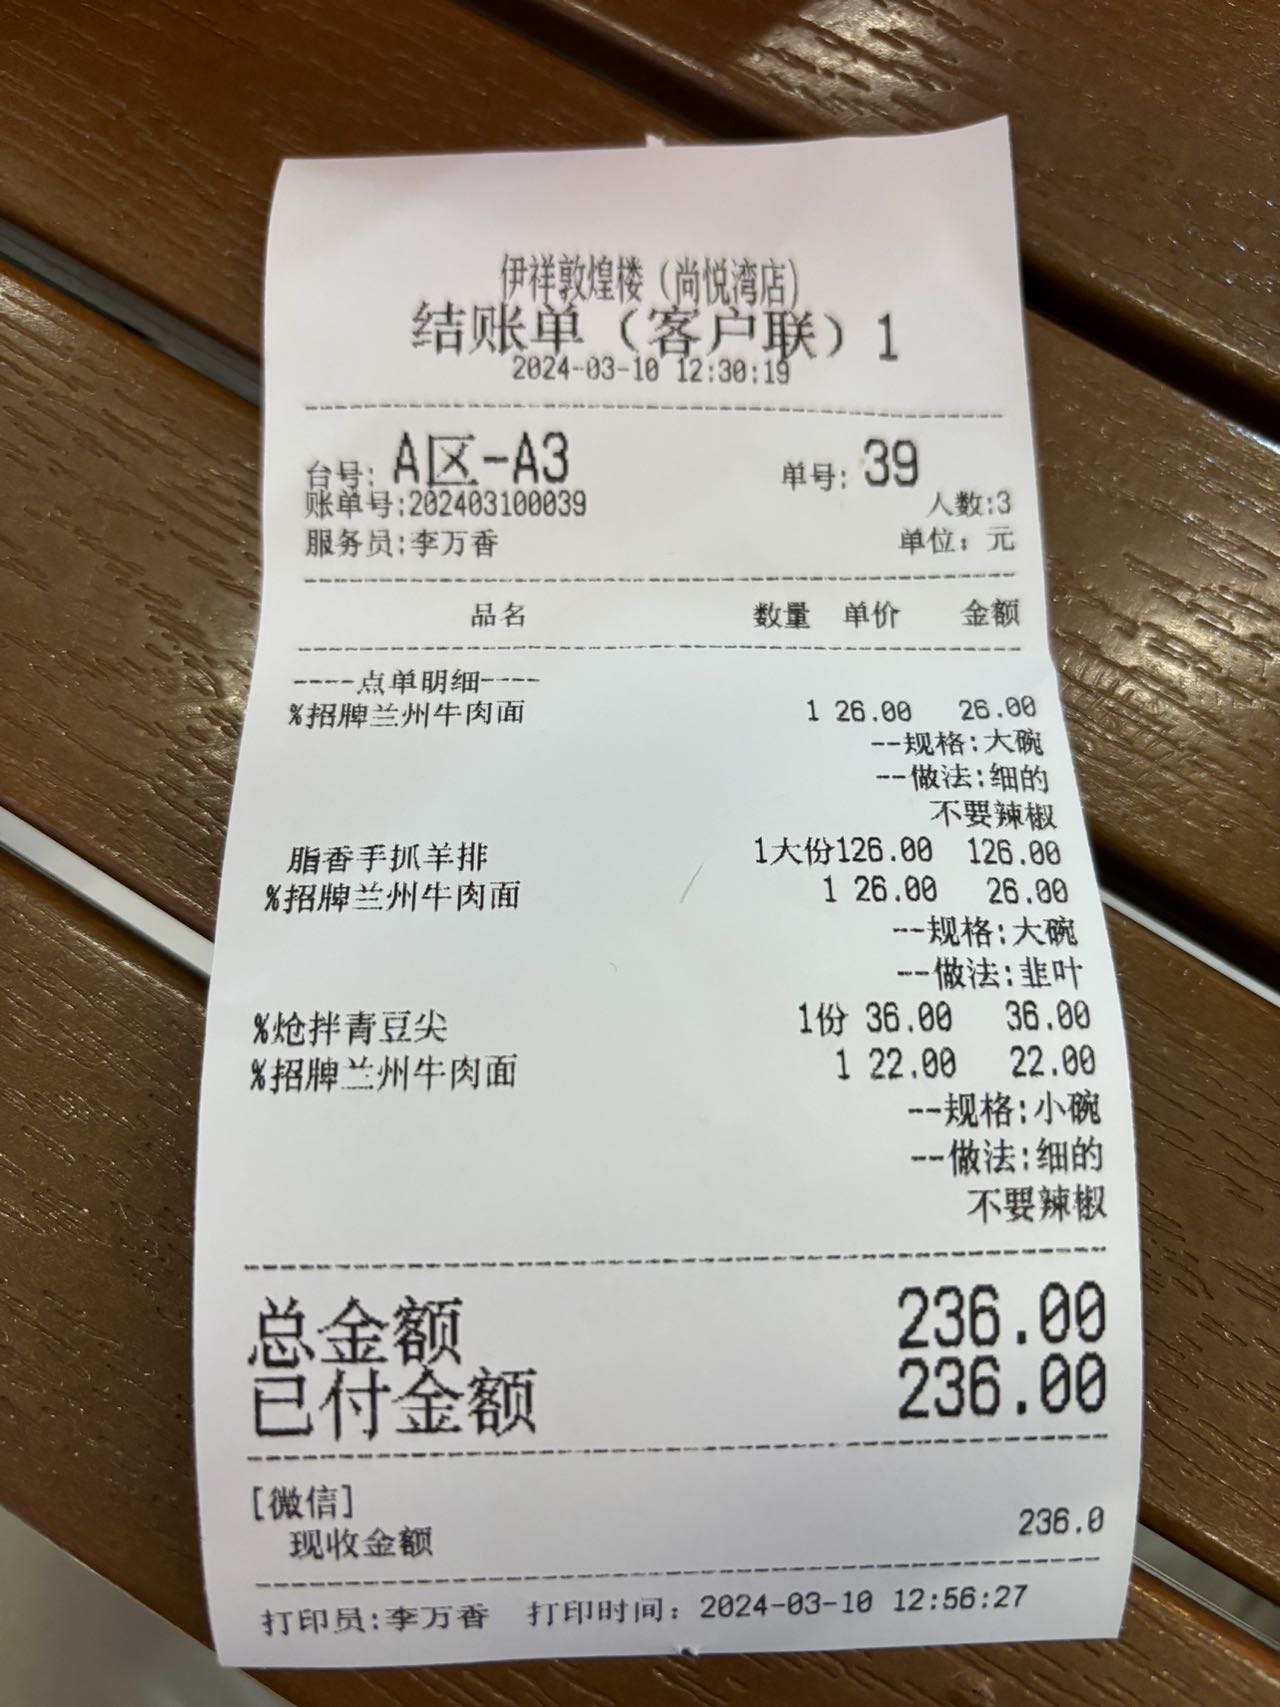 伊祥敦煌楼（尚悦湾店）
结账单（客户联）1
2024-03-10 12:30:19
台号: A区-A3 单号: 39
账单号:202403100039 人数:3
服务员:李万香 单位：元
品名 数量 单价 金额
----点单明细----
%招牌兰州牛肉面 1 26.00 26.00
--规格:大碗
--做法:细的
不要辣椒
脂香手抓羊排 1大份126.00 126.00
%招牌兰州牛肉面 1 26.00 26.00
--规格:大碗
--做法:韭叶
%炝拌青豆尖 1份 36.00 36.00
%招牌兰州牛肉面 1 22.00 22.00
--规格:小碗
--做法:细的
不要辣椒
总金额 236.00
已付金额 236.00
[微信]
现收金额 236.0
打印员:李万香 打印时间：2024-03-10 12:56:27